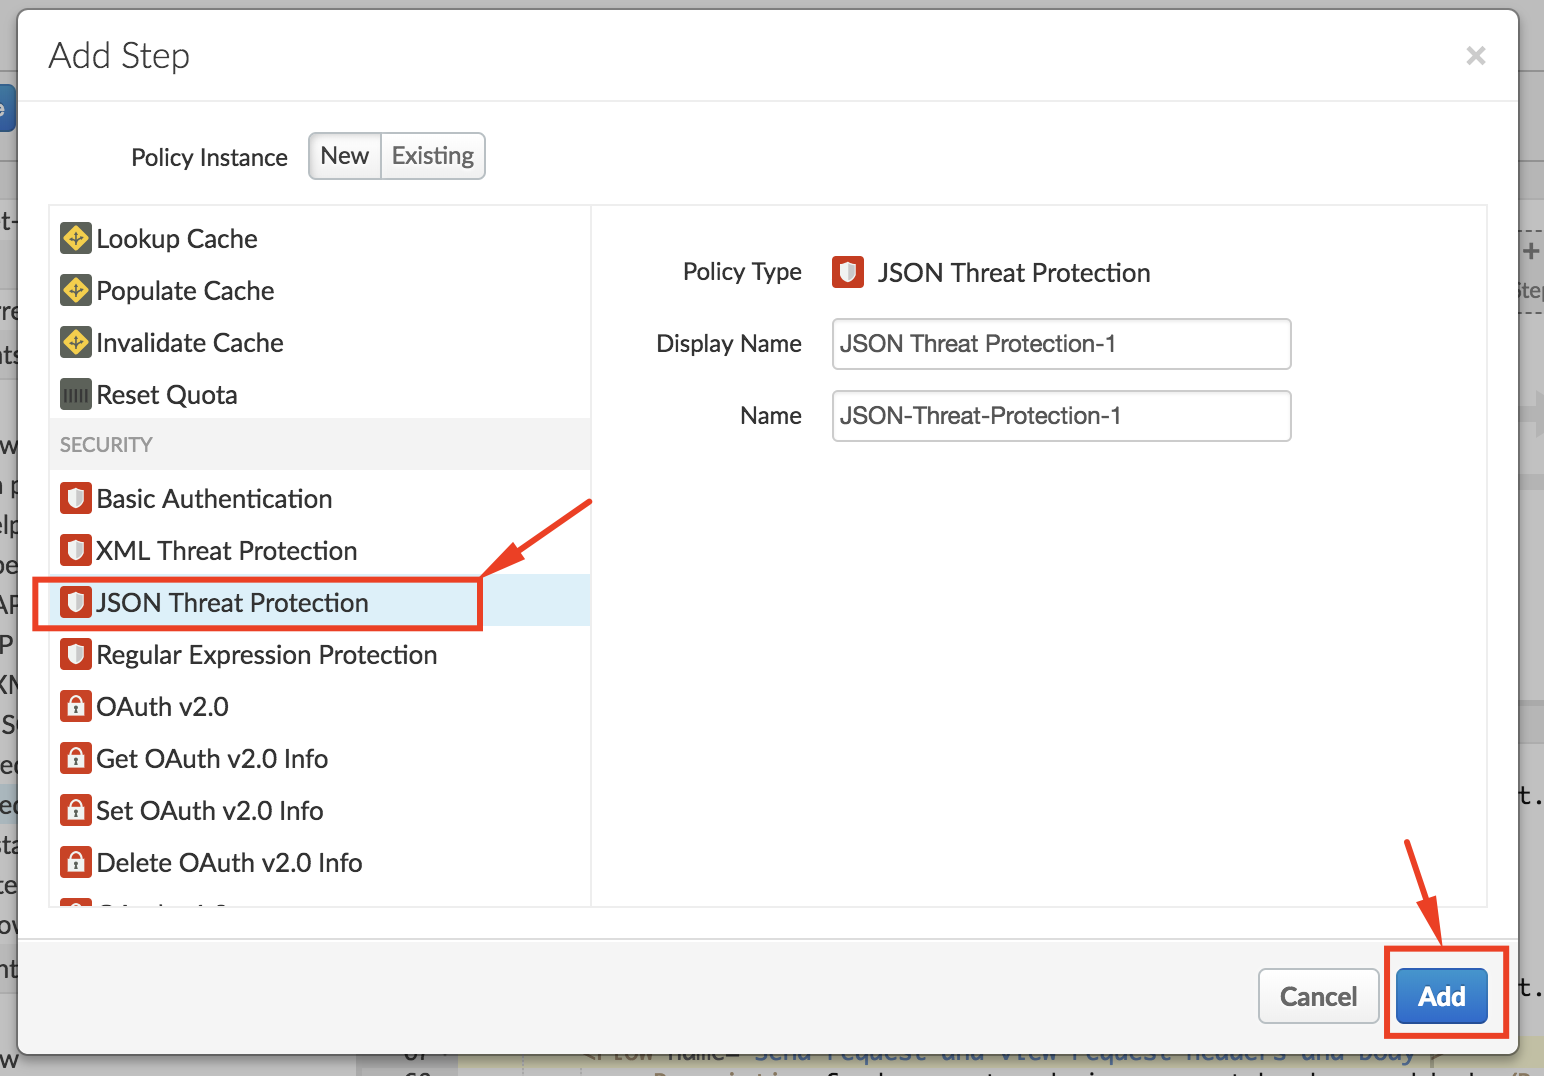 Add Step
×
Policy Instance New Existing
Lookup Cache
Populate Cache
Invalidate Cache
Reset Quota
SECURITY
Basic Authentication
XML Threat Protection
JSON Threat Protection
Regular Expression Protection
OAuth v2.0
Get OAuth v2.0 Info
Set OAuth v2.0 Info
Delete OAuth v2.0 Info
Policy Type JSON Threat Protection
Display Name JSON Threat Protection-1
Name JSON-Threat-Protection-1
Cancel Add